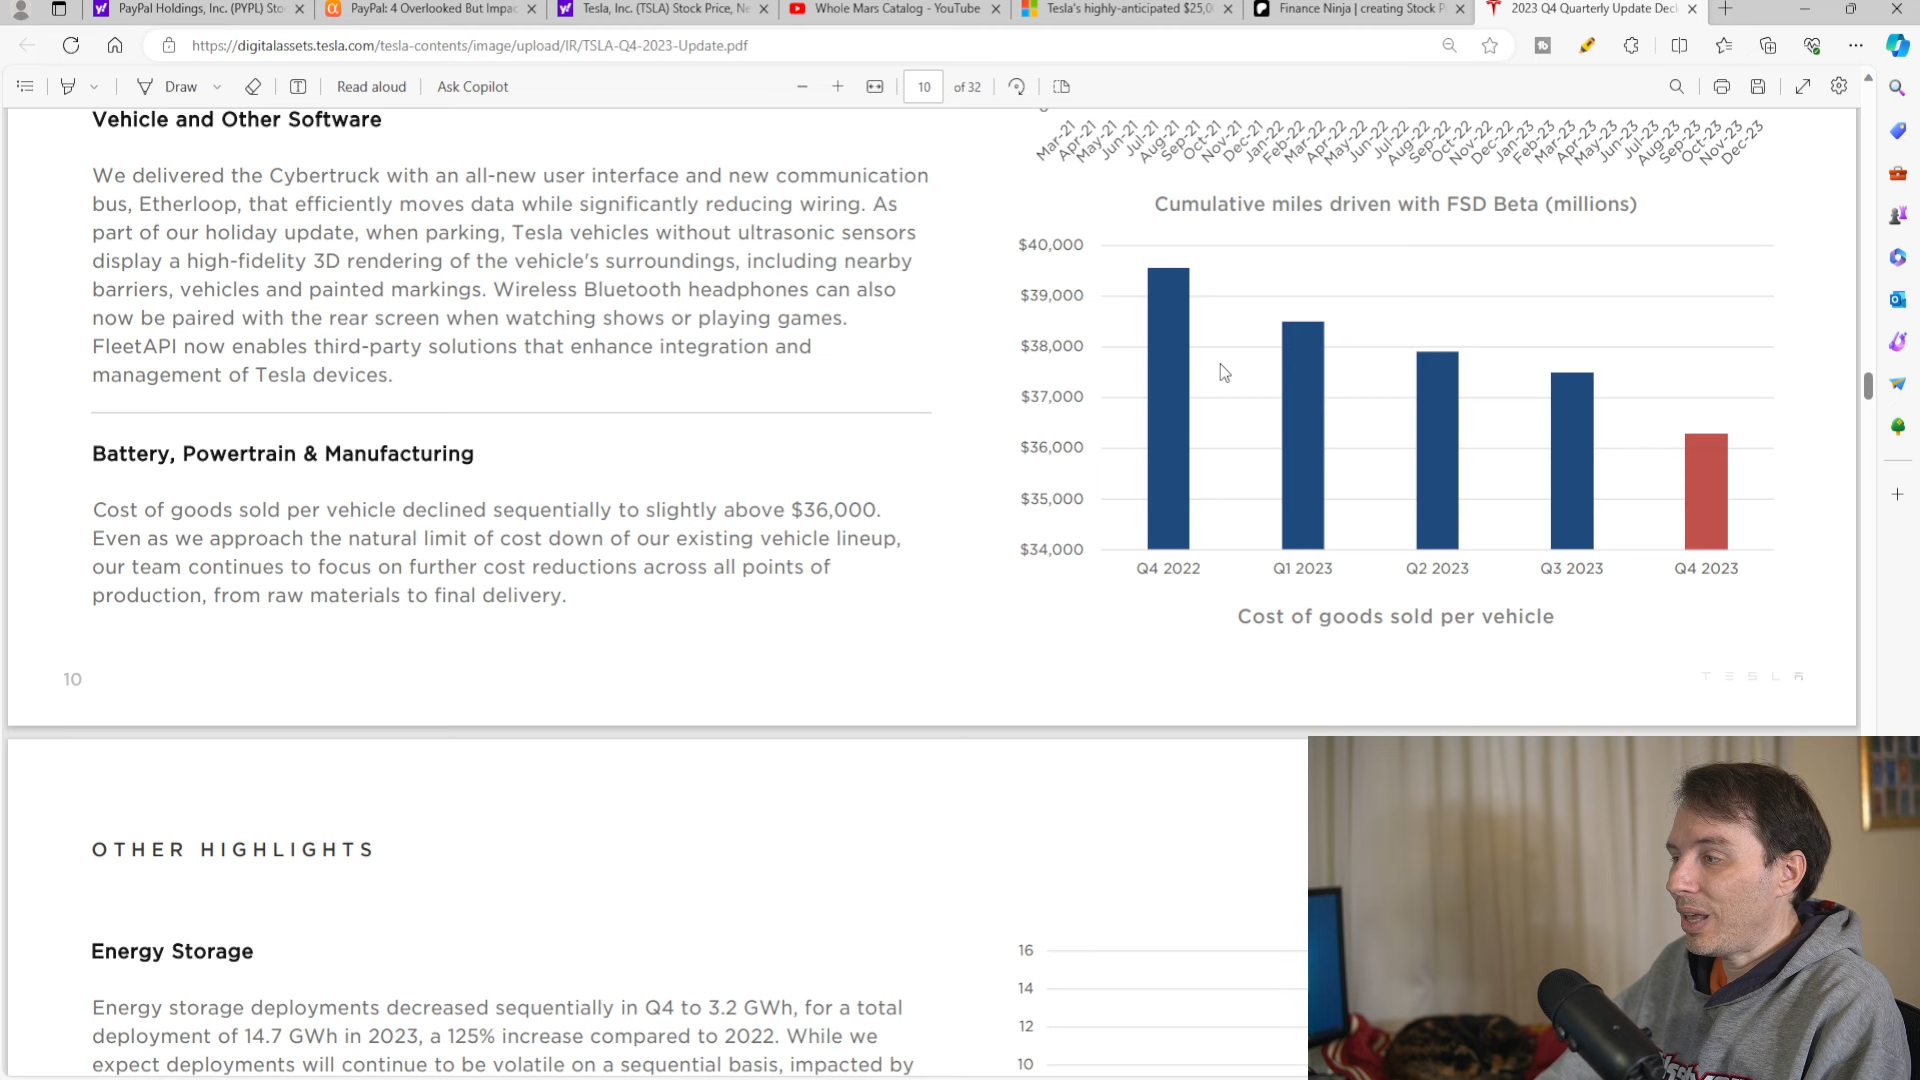 PayPal Holdings, Inc. (PYPL) Sto
PayPal: 4 Overlooked But Impac
Tesla, Inc. (TSLA) Stock Price, Ne
Whole Mars Catalog - YouTube
Tesla's highly-anticipated $25,0
Finance Ninja | creating Stock P
2023 Q4 Quarterly Update Deck
https://digitalassets.tesla.com/tesla-contents/image/upload/IR/TSLA-Q4-2023-Update.pdf
Draw
Read aloud
Ask Copilot
10 of 32
Vehicle and Other Software
We delivered the Cybertruck with an all-new user interface and new communication
bus, Etherloop, that efficiently moves data while significantly reducing wiring. As
part of our holiday update, when parking, Tesla vehicles without ultrasonic sensors
display a high-fidelity 3D rendering of the vehicle's surroundings, including nearby
barriers, vehicles and painted markings. Wireless Bluetooth headphones can also
now be paired with the rear screen when watching shows or playing games.
FleetAPI now enables third-party solutions that enhance integration and
management of Tesla devices.
Battery, Powertrain & Manufacturing
Cost of goods sold per vehicle declined sequentially to slightly above $36,000.
Even as we approach the natural limit of cost down of our existing vehicle lineup,
our team continues to focus on further cost reductions across all points of
production, from raw materials to final delivery.
10
Mar-21
Apr-21
May-21
Jun-21
Jul-21
Aug-21
Sep-21
Oct-21
Nov-21
Dec-21
Jan-22
Feb-22
Mar-22
Apr-22
May-22
Jun-22
Jul-22
Aug-22
Sep-22
Oct-22
Nov-22
Dec-22
Jan-23
Feb-23
Mar-23
Apr-23
May-23
Jun-23
Jul-23
Aug-23
Sep-23
Oct-23
Nov-23
Dec-23
Cumulative miles driven with FSD Beta (millions)
$40,000
$39,000
$38,000
$37,000
$36,000
$35,000
$34,000
Q4 2022
Q1 2023
Q2 2023
Q3 2023
Q4 2023
Cost of goods sold per vehicle
TESLA
OTHER HIGHLIGHTS
Energy Storage
Energy storage deployments decreased sequentially in Q4 to 3.2 GWh, for a total
deployment of 14.7 GWh in 2023, a 125% increase compared to 2022. While we
expect deployments will continue to be volatile on a sequential basis, impacted by
16
14
12
10